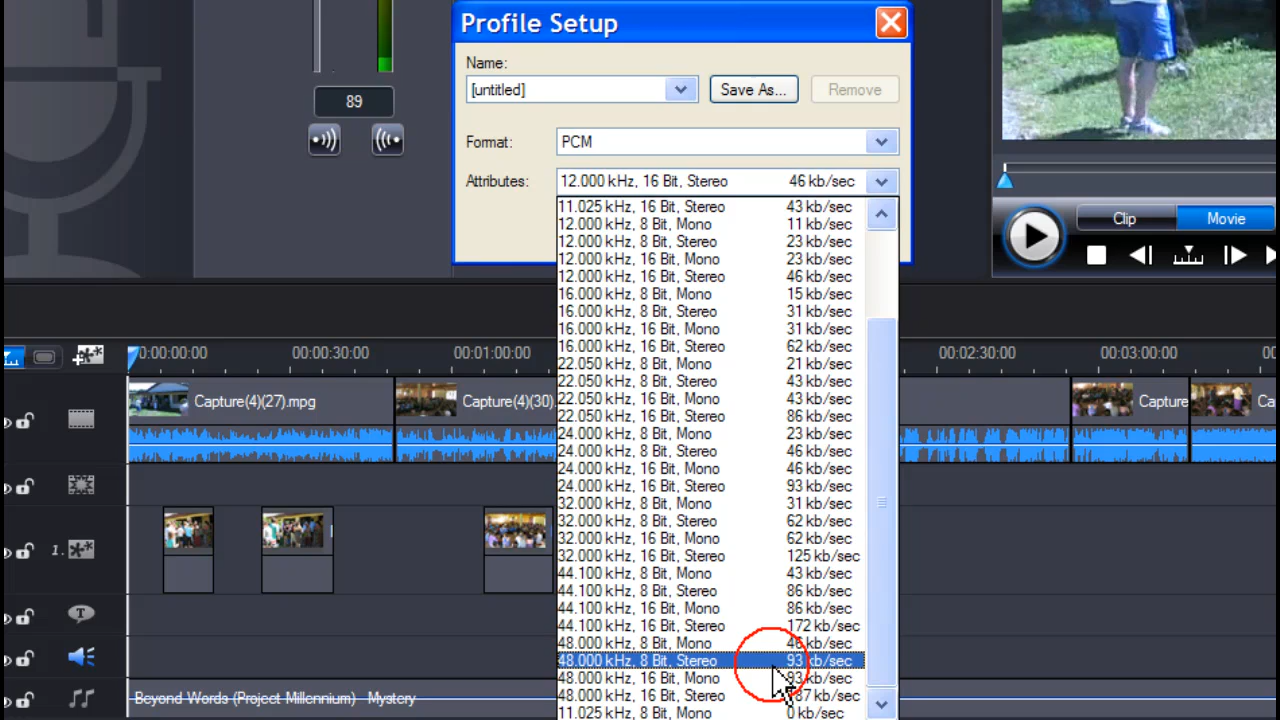 Profile Setup
Name:
[untitled]
Save As...
Remove
89
Format:
PCM
Attributes:
12.000 kHz, 16 Bit, Stereo 46 kb/sec
11.025 kHz, 16 Bit, Stereo 43 kb/sec
12.000 kHz, 8 Bit, Mono 11 kb/sec
12.000 kHz, 8 Bit, Stereo 23 kb/sec
12.000 kHz, 16 Bit, Mono 23 kb/sec
12.000 kHz, 16 Bit, Stereo 46 kb/sec
16.000 kHz, 8 Bit, Mono 15 kb/sec
16.000 kHz, 8 Bit, Stereo 31 kb/sec
16.000 kHz, 16 Bit, Mono 31 kb/sec
16.000 kHz, 16 Bit, Stereo 62 kb/sec
22.050 kHz, 8 Bit, Mono 21 kb/sec
22.050 kHz, 8 Bit, Stereo 43 kb/sec
22.050 kHz, 16 Bit, Mono 43 kb/sec
22.050 kHz, 16 Bit, Stereo 86 kb/sec
24.000 kHz, 8 Bit, Mono 23 kb/sec
24.000 kHz, 8 Bit, Stereo 46 kb/sec
24.000 kHz, 16 Bit, Mono 46 kb/sec
24.000 kHz, 16 Bit, Stereo 93 kb/sec
32.000 kHz, 8 Bit, Mono 31 kb/sec
32.000 kHz, 8 Bit, Stereo 62 kb/sec
32.000 kHz, 16 Bit, Mono 62 kb/sec
32.000 kHz, 16 Bit, Stereo 125 kb/sec
44.100 kHz, 8 Bit, Mono 43 kb/sec
44.100 kHz, 8 Bit, Stereo 86 kb/sec
44.100 kHz, 16 Bit, Mono 86 kb/sec
44.100 kHz, 16 Bit, Stereo 172 kb/sec
48.000 kHz, 8 Bit, Mono 46 kb/sec
48.000 kHz, 8 Bit, Stereo 93 kb/sec
48.000 kHz, 16 Bit, Mono 93 kb/sec
48.000 kHz, 16 Bit, Stereo 87 kb/sec
11.025 kHz, 16 Bit, Mono 0 kb/sec
Clip
Movie
0:00:00:00 00:00:30:00 00:01:00:00 00:02:30:00 00:03:00:00 00
Capture(4)(27).mpg
Capture(4)(30).
Capture
Ca
1.
T
Beyond Words (Project Millennium) - Mystery